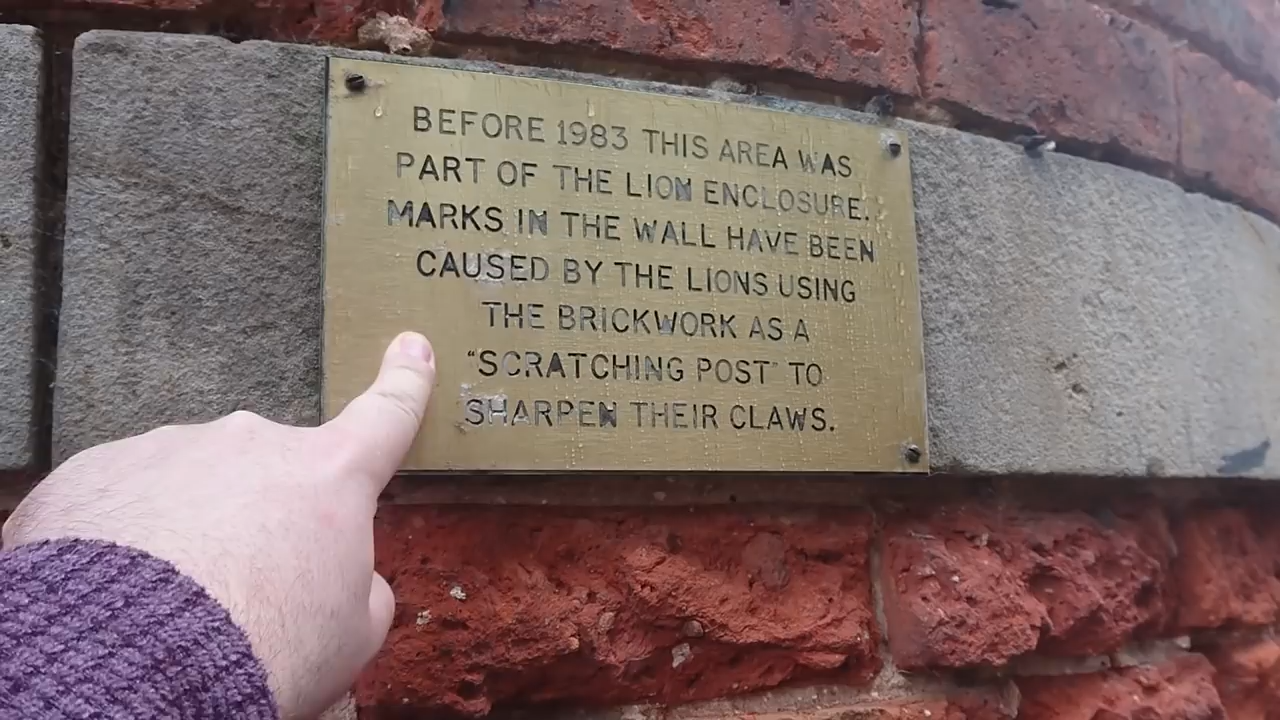 BEFORE 1983 THIS AREA WAS
PART OF THE LION ENCLOSURE.
MARKS IN THE WALL HAVE BEEN
CAUSED BY THE LIONS USING
THE BRICKWORK AS A
“SCRATCHING POST” TO
SHARPEN THEIR CLAWS.